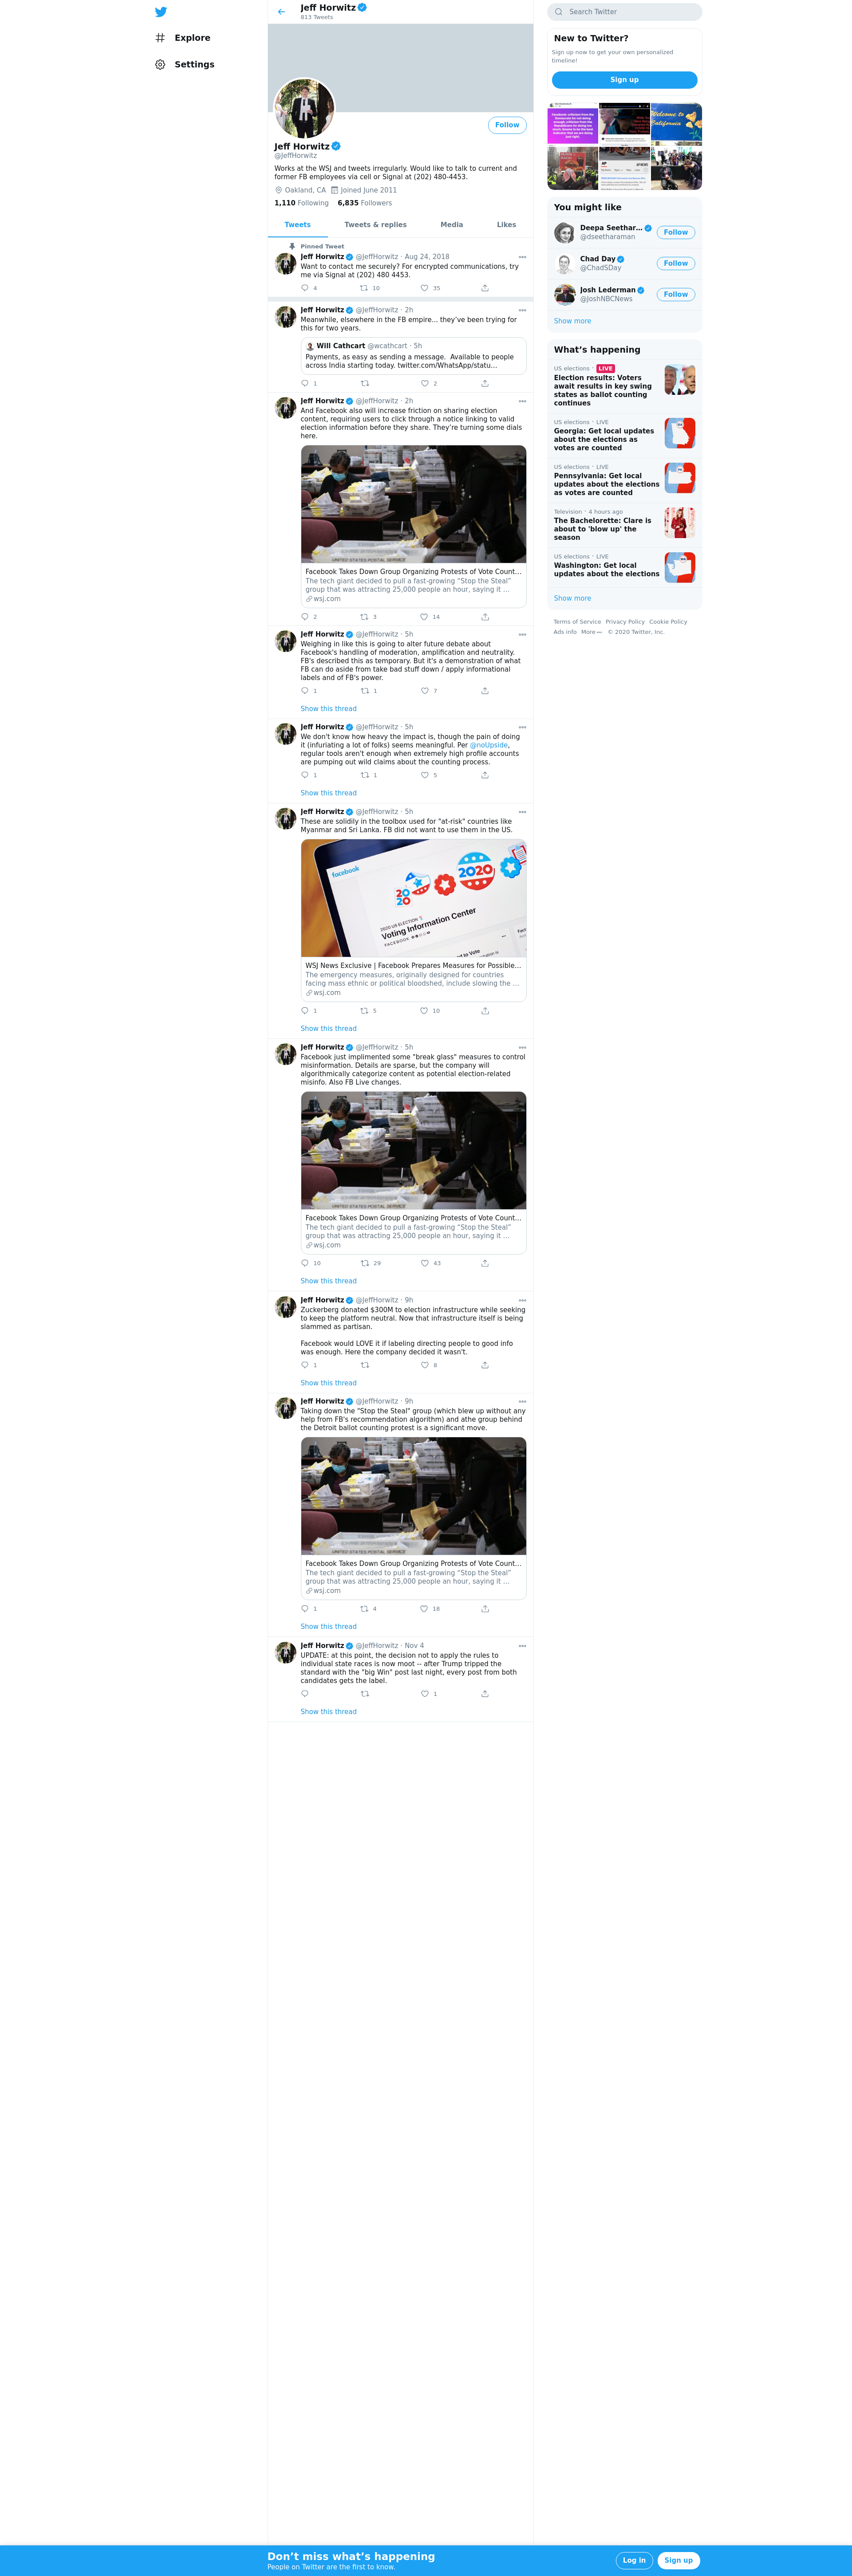 Explore
Settings
Jeff Horwitz
813 Tweets
Follow
Jeff Horwitz
@JeffHorwitz
Works at the WSJ and tweets irregularly. Would like to talk to current and
former FB employees via cell or Signal at (202) 480-4453.
Oakland, CA Joined June 2011
1,110 Following 6,835 Followers
Tweets Tweets & replies Media Likes
Pinned Tweet
Jeff Horwitz @JeffHorwitz · Aug 24, 2018
Want to contact me securely? For encrypted communications, try
me via Signal at (202) 480 4453.
4 10 35
Jeff Horwitz @JeffHorwitz · 2h
Meanwhile, elsewhere in the FB empire... they've been trying for
this for two years.
Will Cathcart @wcathcart · 5h
Payments, as easy as sending a message. Available to people
across India starting today. twitter.com/WhatsApp/statu…
1 2
Jeff Horwitz @JeffHorwitz · 2h
And Facebook also will increase friction on sharing election
content, requiring users to click through a notice linking to valid
election information before they share. They're turning some dials
here.
UNITED STATES POSTAL SERVICE
Facebook Takes Down Group Organizing Protests of Vote Count…
The tech giant decided to pull a fast-growing “Stop the Steal”
group that was attracting 25,000 people an hour, saying it …
wsj.com
2 3 14
Jeff Horwitz @JeffHorwitz · 5h
Weighing in like this is going to alter future debate about
Facebook's handling of moderation, amplification and neutrality.
FB's described this as temporary. But it's a demonstration of what
FB can do aside from take bad stuff down / apply informational
labels and of FB's power.
1 1 7
Show this thread
Jeff Horwitz @JeffHorwitz · 5h
We don't know how heavy the impact is, though the pain of doing
it (infuriating a lot of folks) seems meaningful. Per @noUpside,
regular tools aren't enough when extremely high profile accounts
are pumping out wild claims about the counting process.
1 1 5
Show this thread
Jeff Horwitz @JeffHorwitz · 5h
These are solidily in the toolbox used for "at-risk" countries like
Myanmar and Sri Lanka. FB did not want to use them in the US.
facebook
2020
2020
2020 US ELECTION
Voting Information Center
FACEBOOK
WSJ News Exclusive | Facebook Prepares Measures for Possible…
The emergency measures, originally designed for countries
facing mass ethnic or political bloodshed, include slowing the …
wsj.com
1 5 10
Show this thread
Jeff Horwitz @JeffHorwitz · 5h
Facebook just implimented some "break glass" measures to control
misinformation. Details are sparse, but the company will
algorithmically categorize content as potential election-related
misinfo. Also FB Live changes.
UNITED STATES POSTAL SERVICE
Facebook Takes Down Group Organizing Protests of Vote Count…
The tech giant decided to pull a fast-growing “Stop the Steal”
group that was attracting 25,000 people an hour, saying it …
wsj.com
10 29 43
Show this thread
Jeff Horwitz @JeffHorwitz · 9h
Zuckerberg donated $300M to election infrastructure while seeking
to keep the platform neutral. Now that infrastructure itself is being
slammed as partisan.
Facebook would LOVE it if labeling directing people to good info
was enough. Here the company decided it wasn't.
1 8
Show this thread
Jeff Horwitz @JeffHorwitz · 9h
Taking down the "Stop the Steal" group (which blew up without any
help from FB's recommendation algorithm) and athe group behind
the Detroit ballot counting protest is a significant move.
UNITED STATES POSTAL SERVICE
Facebook Takes Down Group Organizing Protests of Vote Count…
The tech giant decided to pull a fast-growing “Stop the Steal”
group that was attracting 25,000 people an hour, saying it …
wsj.com
1 4 18
Show this thread
Jeff Horwitz @JeffHorwitz · Nov 4
UPDATE: at this point, the decision not to apply the rules to
individual state races is now moot -- after Trump tripped the
standard with the "big Win" post last night, every post from both
candidates gets the label.
1
Show this thread
Search Twitter
New to Twitter?
Sign up now to get your own personalized
timeline!
Sign up
You might like
Deepa Seethar…
@dseetharaman
Follow
Chad Day
@ChadSDay
Follow
Josh Lederman
@JoshNBCNews
Follow
Show more
What's happening
US elections · LIVE
Election results: Voters
await results in key swing
states as ballot counting
continues
US elections · LIVE
Georgia: Get local updates
about the elections as
votes are counted
US elections · LIVE
Pennsylvania: Get local
updates about the elections
as votes are counted
Television · 4 hours ago
The Bachelorette: Clare is
about to 'blow up' the
season
US elections · LIVE
Washington: Get local
updates about the elections
Show more
Terms of Service Privacy Policy Cookie Policy
Ads info More © 2020 Twitter, Inc.
Don't miss what's happening
People on Twitter are the first to know.
Log in
Sign up